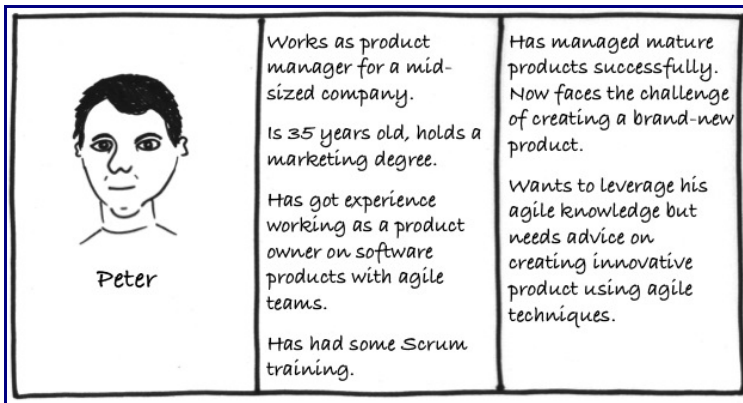 Peter
Works as product
manager for a mid-
sized company.
Is 35 years old, holds a
marketing degree.
Has got experience
working as a product
owner on software
products with agile
teams.
Has had some Scrum
training.
Has managed mature
products successfully.
Now faces the challenge
of creating a brand-new
product.
Wants to leverage his
agile knowledge but
needs advice on
creating innovative
product using agile
techniques.